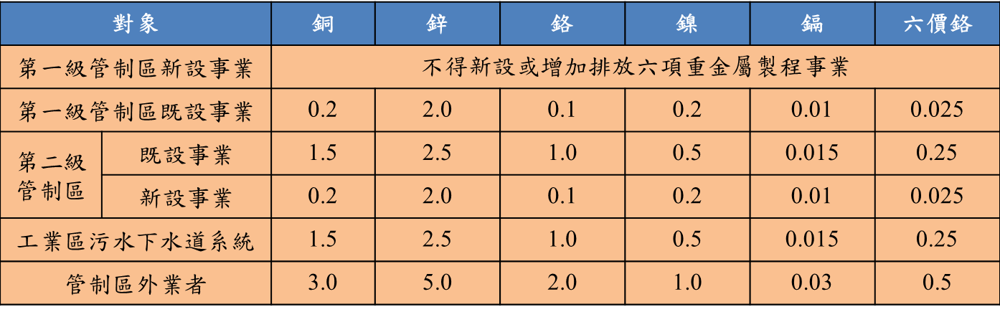 對象 銅 鋅 鉻 鎳 鎘 六價鉻
第一級管制區新設事業 不得新設或增加排放六項重金屬製程事業
第一級管制區既設事業 0.2 2.0 0.1 0.2 0.01 0.025
第二級
管制區
既設事業 1.5 2.5 1.0 0.5 0.015 0.25
新設事業 0.2 2.0 0.1 0.2 0.01 0.025
工業區污水下水道系統 1.5 2.5 1.0 0.5 0.015 0.25
管制區外業者 3.0 5.0 2.0 1.0 0.03 0.5